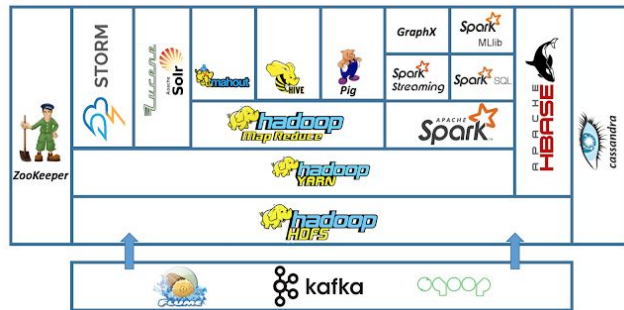 ZooKeeper
STORM
Lucene
Apache
Solr
mahout
HIVE
Pig
GraphX
Spark
MLlib
Spark
Streaming
Spark SQL
APACHE
HBASE
cassandra
hadoop
Map Reduce
APACHE
Spark
hadoop
YARN
hadoop
HDFS
FLUME
kafka
sqoop